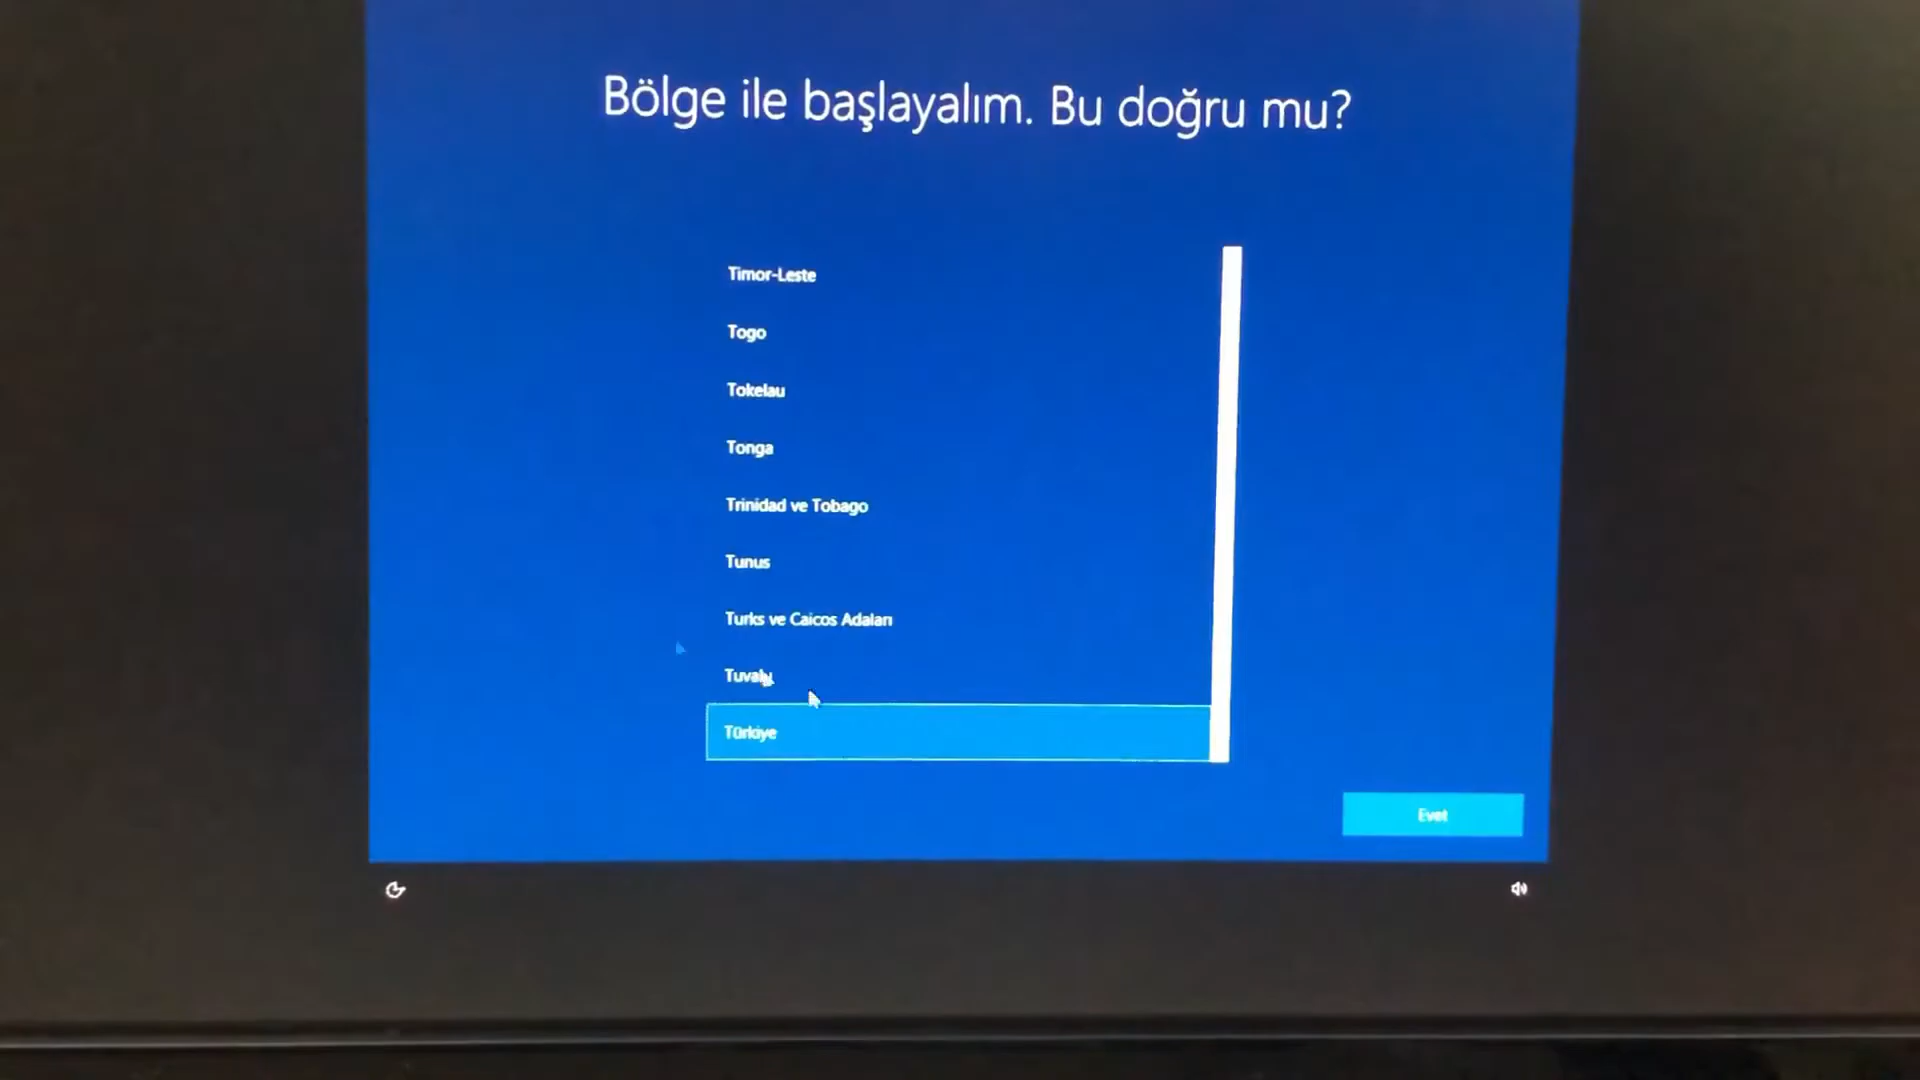 Bölge ile başlayalım. Bu doğru mu?
Timor-Leste
Togo
Tokelau
Tonga
Trinidad ve Tobago
Tunus
Turks ve Caicos Adaları
Tuvalu
Türkiye
Evet